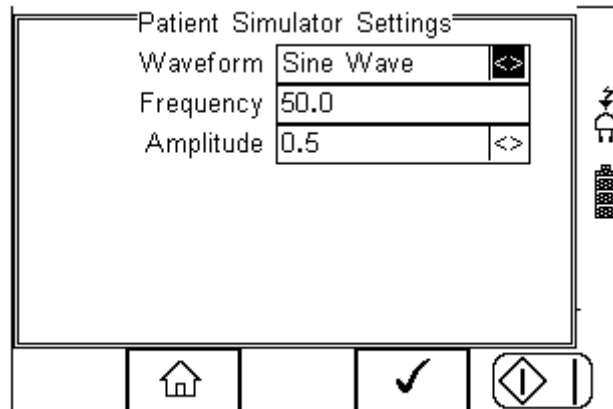 Patient Simulator Settings
Waveform Sine Wave <>
Frequency 50.0
Amplitude 0.5 <>